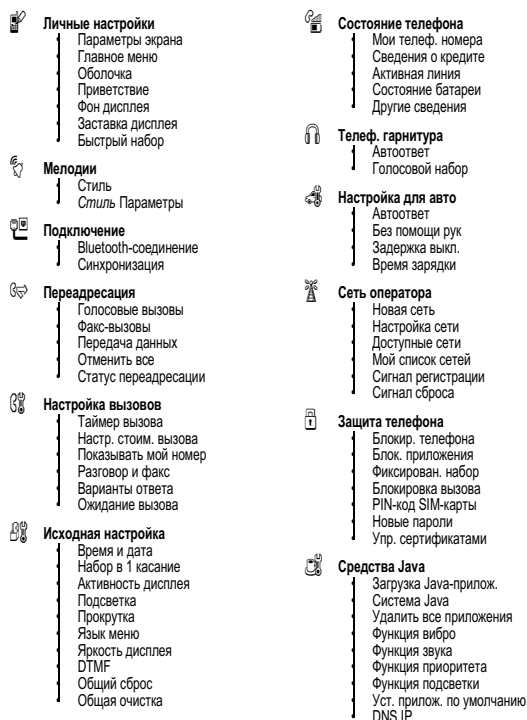 Личные настройки
Параметры экрана
Главное меню
Оболочка
Приветствие
Фон дисплея
Заставка дисплея
Быстрый набор
Мелодии
Стиль
Стиль Параметры
Подключение
Bluetooth-соединение
Синхронизация
Переадресация
Голосовые вызовы
Факс-вызовы
Передача данных
Отменить все
Статус переадресации
Настройка вызовов
Таймер вызова
Настр. стоим. вызова
Показывать мой номер
Разговор и факс
Варианты ответа
Ожидание вызова
Исходная настройка
Время и дата
Набор в 1 касание
Активность дисплея
Подсветка
Прокрутка
Язык меню
Яркость дисплея
DTMF
Общий сброс
Общая очистка
Состояние телефона
Мои телеф. номера
Сведения о кредите
Активная линия
Состояние батареи
Другие сведения
Телеф. гарнитура
Автоответ
Голосовой набор
Настройка для авто
Автоответ
Без помощи рук
Задержка выкл.
Время зарядки
Сеть оператора
Новая сеть
Настройка сети
Доступные сети
Мой список сетей
Сигнал регистрации
Сигнал сброса
Защита телефона
Блокир. телефона
Блок. приложения
Фиксирован. набор
Блокировка вызова
PIN-код SIM-карты
Новые пароли
Упр. сертификатами
Средства Java
Загрузка Java-прилож.
Система Java
Удалить все приложения
Функция вибро
Функция звука
Функция приоритета
Функция подсветки
Уст. прилож. по умолчанию
DNS IP